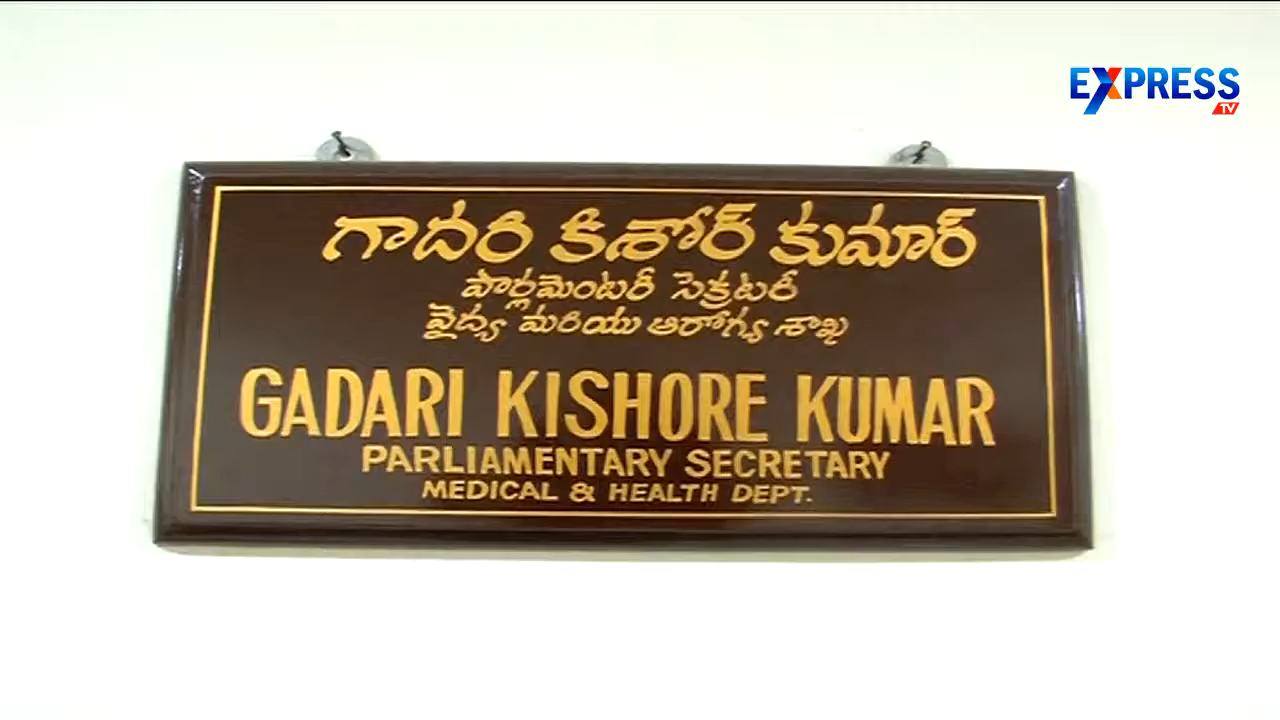 EXPRESS
TV
గాదరి కిశోర్ కుమార్
పార్లమెంటరీ సెక్రటరీ
వైద్య మరియు ఆరోగ్య శాఖ
GADARI KISHORE KUMAR
PARLIAMENTARY SECRETARY
MEDICAL & HEALTH DEPT.